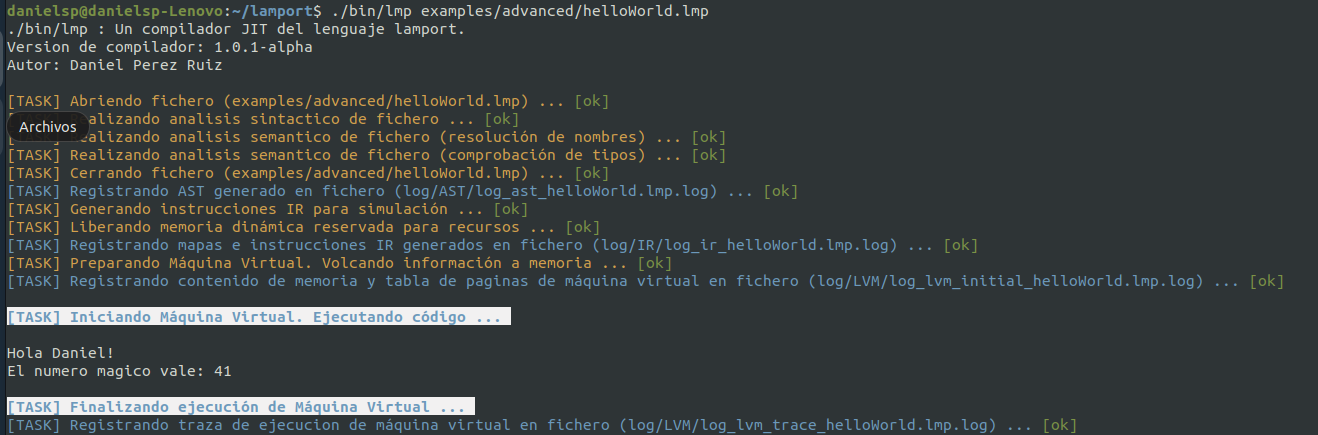 danielsp@danielsp-Lenovo:~/lamport$ ./bin/lmp examples/advanced/helloWorld.lmp
./bin/lmp : Un compilador JIT del lenguaje lamport.
Version de compilador: 1.0.1-alpha
Autor: Daniel Perez Ruiz
[TASK] Abriendo fichero (examples/advanced/helloWorld.lmp) ... [ok]
analisis sintactico de fichero ... [ok]
Archivos
analisis semantico de fichero (resolución de nombres) ... [ok]
[TASK] Realizando analisis semantico de fichero (comprobación de tipos) ... [ok]
[TASK] Cerrando fichero (examples/advanced/helloWorld.lmp) ... [ok]
[TASK] Registrando AST generado en fichero (log/AST/log_ast_helloWorld.lmp.log) ... [ok]
[TASK] Generando instrucciones IR para simulación ... [ok]
[TASK] Liberando memoria dinámica reservada para recursos ... [ok]
[TASK] Registrando mapas e instrucciones IR generados en fichero (log/IR/log_ir_helloWorld.lmp.log) ... [ok]
[TASK] Preparando Máquina Virtual. Volcando información a memoria ... [ok]
[TASK] Registrando contenido de memoria y tabla de paginas de máquina virtual en fichero (log/LVM/log_lvm_initial_helloWorld.lmp.log) ... [ok]
[TASK] Iniciando Máquina Virtual. Ejecutando código ...
Hola Daniel!
El numero magico vale: 41
[TASK] Finalizando ejecución de Máquina Virtual ...
[TASK] Registrando traza de ejecucion de máquina virtual en fichero (log/LVM/log_lvm_trace_helloWorld.lmp.log) ... [ok]